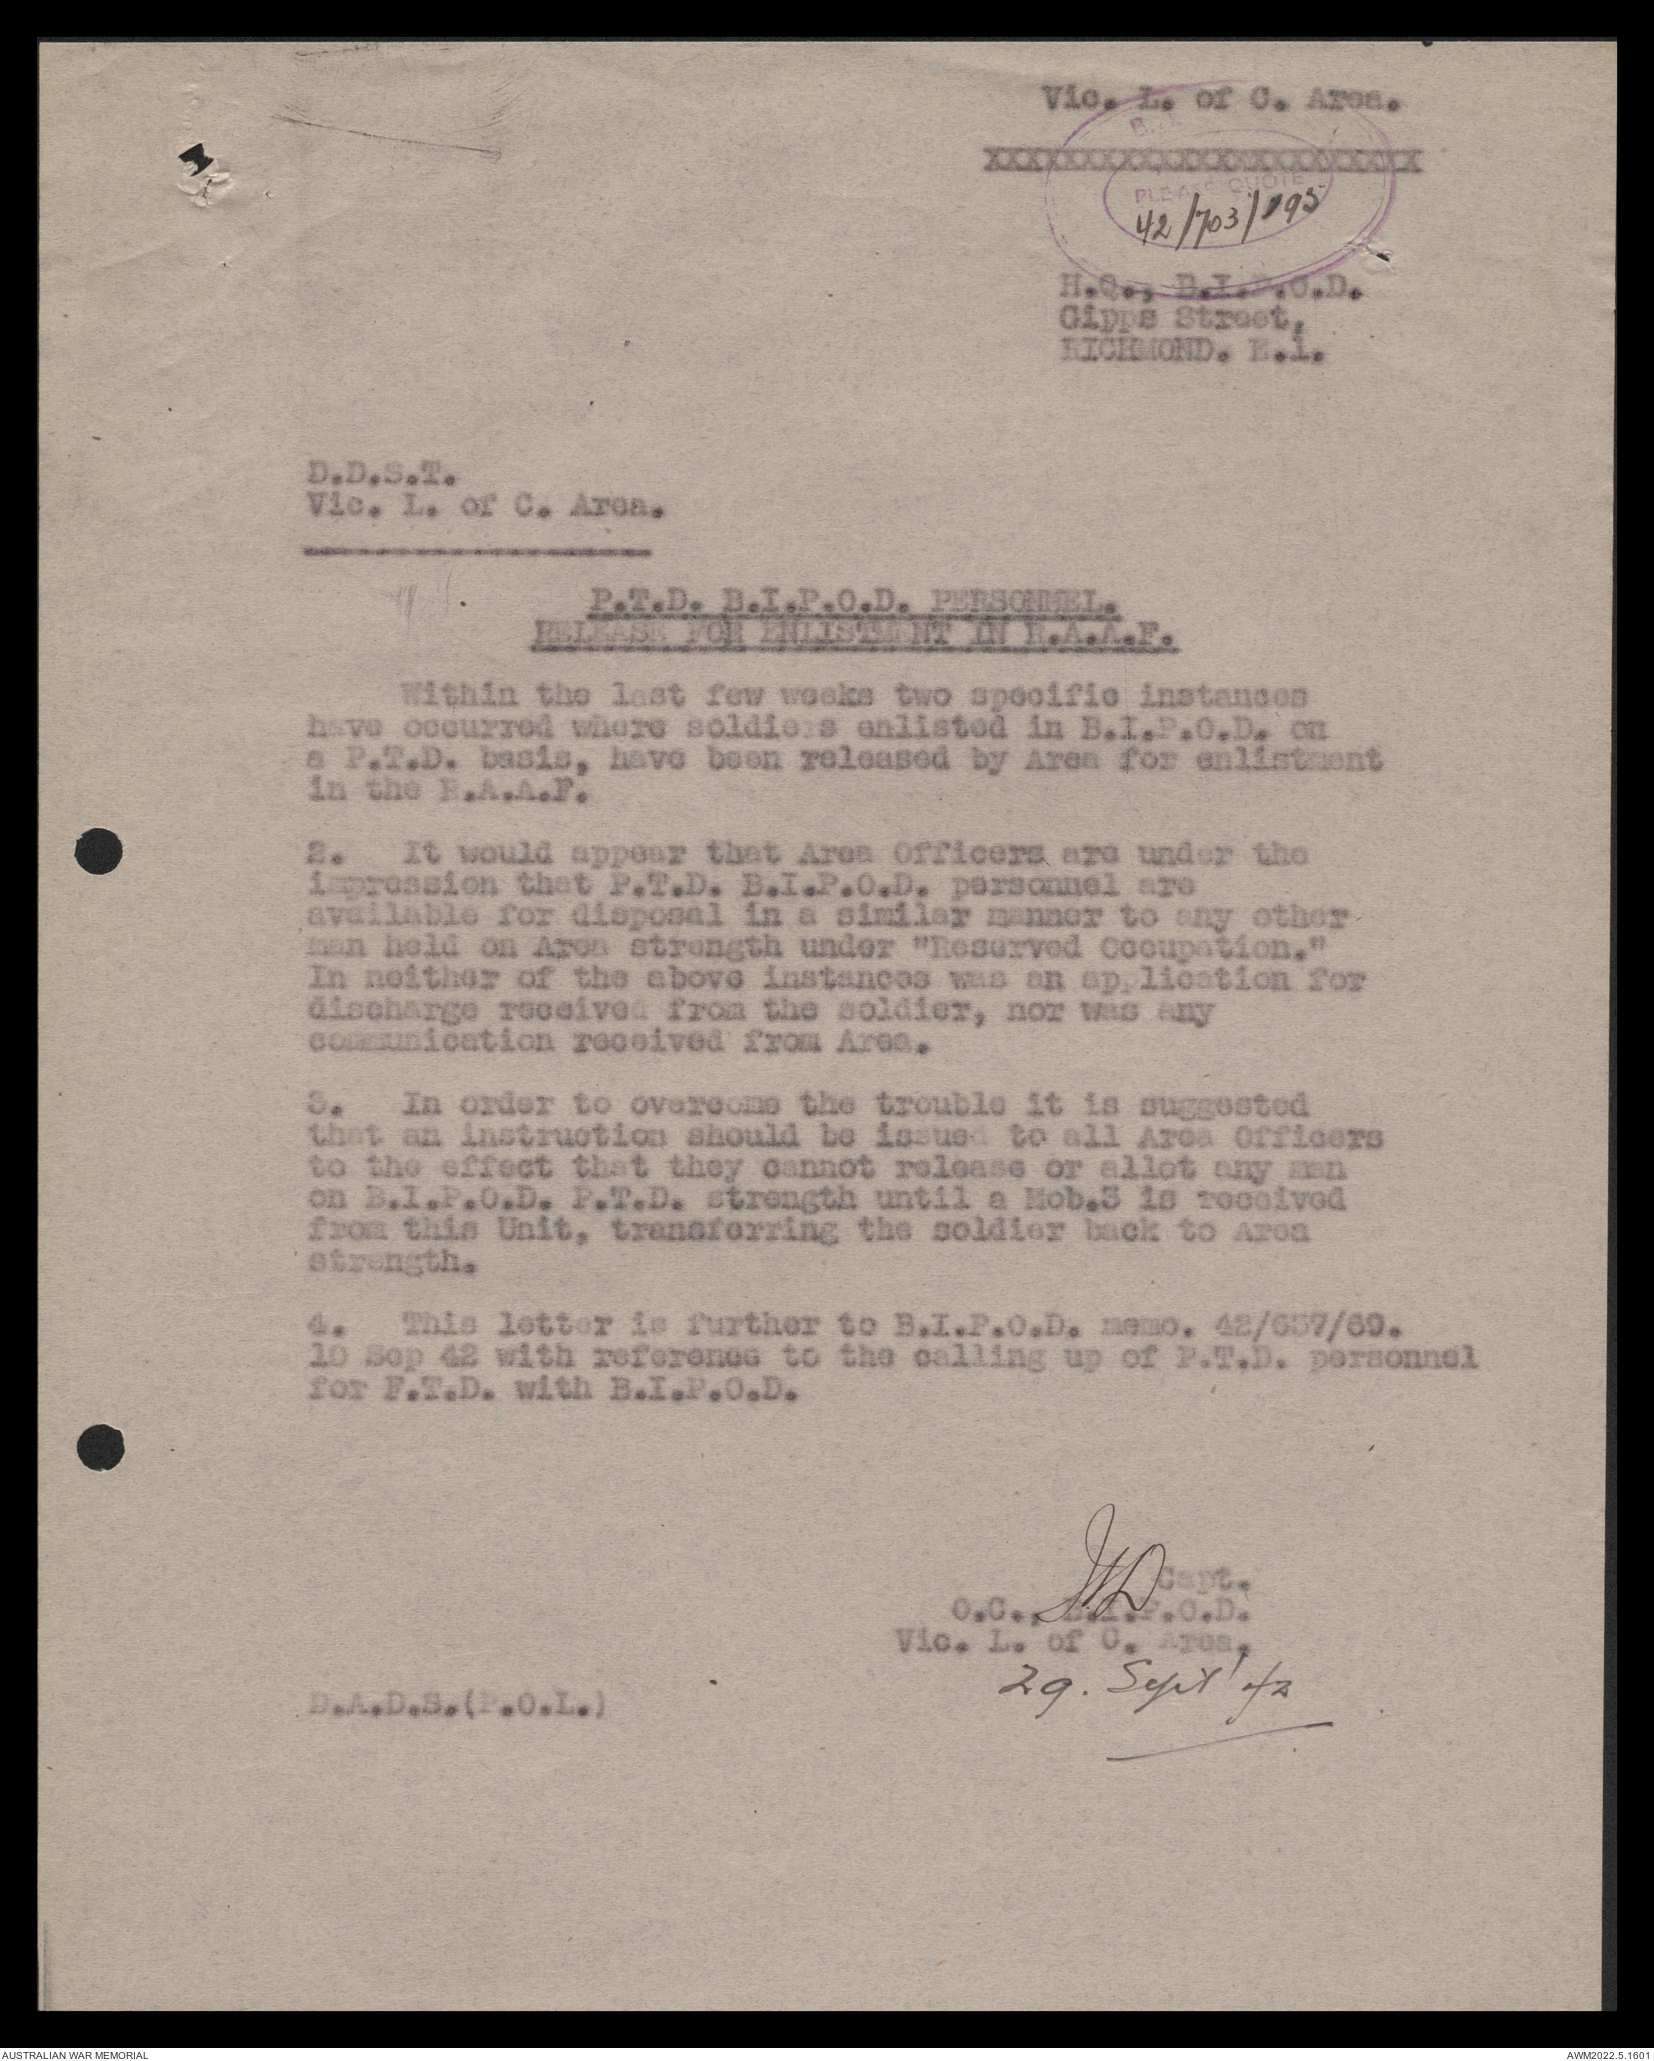 Vic. L. of C. Area.
XXXXXXXXXXXXXXXXXXXXXXX
PLEASE QUOTE
42/703/
H.Q., B.I.P.O.D.
Gipps Street,
RICHMOND. E.1.
D.D.S.T.
Vic. L. of C. Area.
P.T.D. B.I.P.O.D. PERSONNEL.
RELEASE FOR ENLISTMENT IN R.A.A.F.
Within the last few weeks two specific instances
have occurred where soldiers enlisted in B.I.P.O.D. on
a P.T.D. basis, have been released by Area for enlistment
in the R.A.A.F.
2. It would appear that Area Officers are under the
impression that P.T.D. B.I.P.O.D. personnel are
available for disposal in a similar manner to any other
man held on Area strength under "Reserved Occupation."
In neither of the above instances was an application for
discharge received from the soldier, nor was any
communication received from Area.
3. In order to overcome the trouble it is suggested
that an instruction should be issued to all Area Officers
to the effect that they cannot release or allot any man
on B.I.P.O.D. P.T.D. strength until a Mob.3 is received
from this Unit, transferring the soldier back to Area
strength.
4. This letter is further to B.I.P.O.D. memo. 42/637/69.
Sep 42 with reference to the calling up of P.T.D. personnel
for F.T.D. with B.I.P.O.D.
Capt.
O.C., B.I.P.O.D.
Vic. L. of C. Area.
29. Sept '42
D.A.D.S.(P.O.L.)
AUSTRALIAN WAR MEMORIAL
AWM2022.5.1601